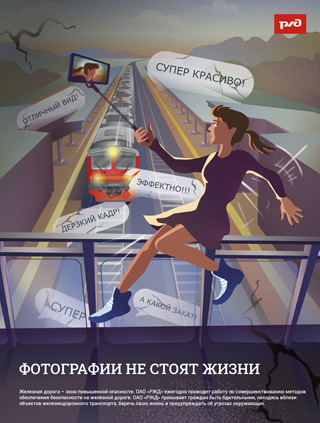 ржд
СУПЕР КРАСИВО!
ОТЛИЧНЫЙ ВИД!
ЭФФЕКТНО!!!
ДЕРЗКИЙ КАДР!
СУПЕР
А КАКОЙ ЗАКАТ!
ФОТОГРАФИИ НЕ СТОЯТ ЖИЗНИ
Железная дорога – зона повышенной опасности. ОАО «РЖД» ежегодно проводит работу по совершенствованию методов
обеспечения безопасности на железной дороге. ОАО «РЖД» призывает граждан быть бдительными, находясь вблизи
объектов железнодорожного транспорта, беречь свою жизнь и предупреждать об угрозах окружающих.